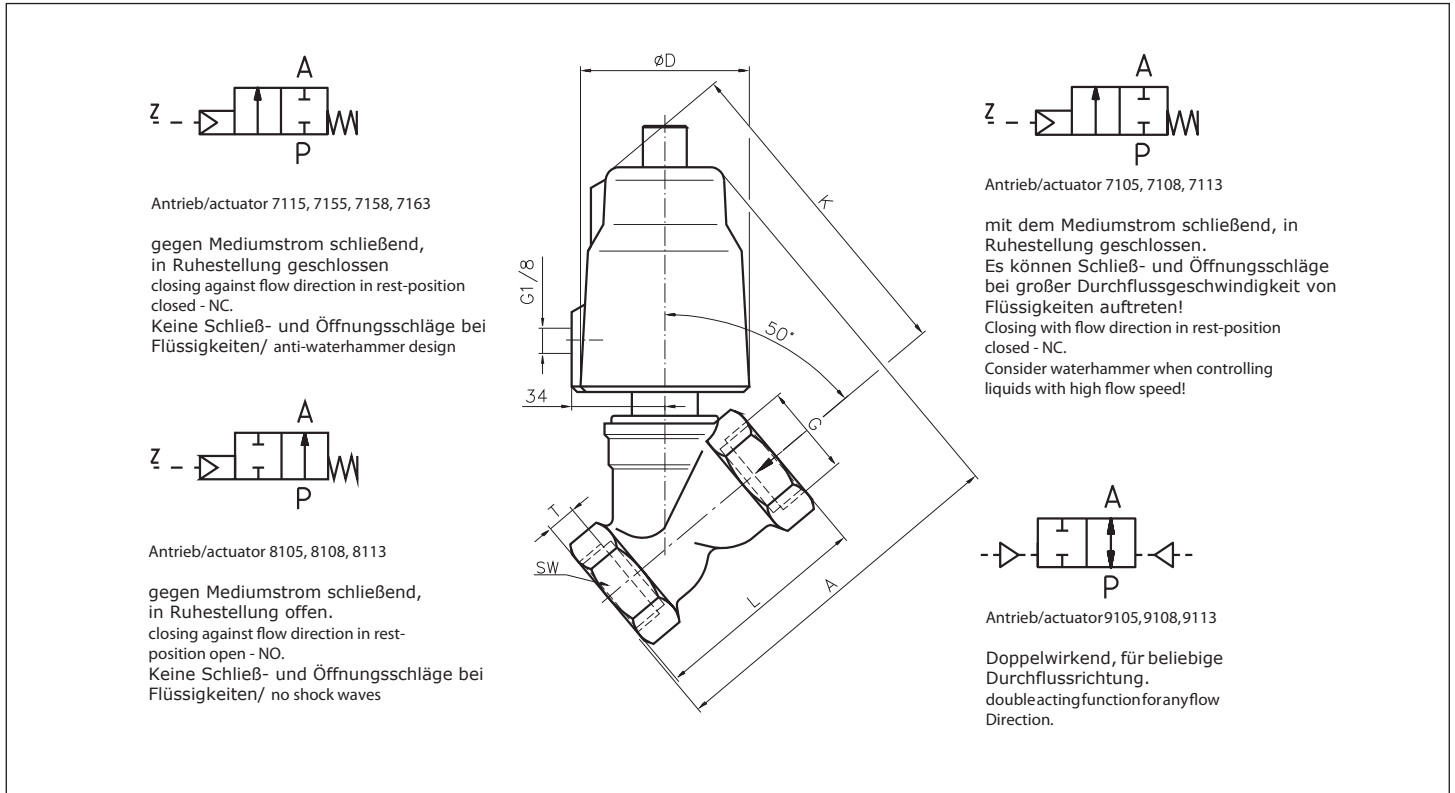 A
Z
P
Antrieb/actuator 7115, 7155, 7158, 7163
gegen Mediumstrom schließend,
in Ruhestellung geschlossen
closing against flow direction in rest-position
closed - NC.
Keine Schließ- und Öffnungsschläge bei
Flüssigkeiten/ anti-waterhammer design
A
Z
P
Antrieb/actuator 8105, 8108, 8113
gegen Mediumstrom schließend,
in Ruhestellung offen.
closing against flow direction in rest-
position open - NO.
Keine Schließ- und Öffnungsschläge bei
Flüssigkeiten/ no shock waves
øD
K
G1/8
50°
34
G
T
SW
L
A
A
Z
P
Antrieb/actuator 7105, 7108, 7113
mit dem Mediumstrom schließend, in
Ruhestellung geschlossen.
Es können Schließ- und Öffnungsschläge
bei großer Durchflussgeschwindigkeit von
Flüssigkeiten auftreten!
Closing with flow direction in rest-position
closed - NC.
Consider waterhammer when controlling
liquids with high flow speed!
A
P
Antrieb/actuator9105,9108,9113
Doppelwirkend, für beliebige
Durchflussrichtung.
doubleactingfunctionforanyflow
Direction.